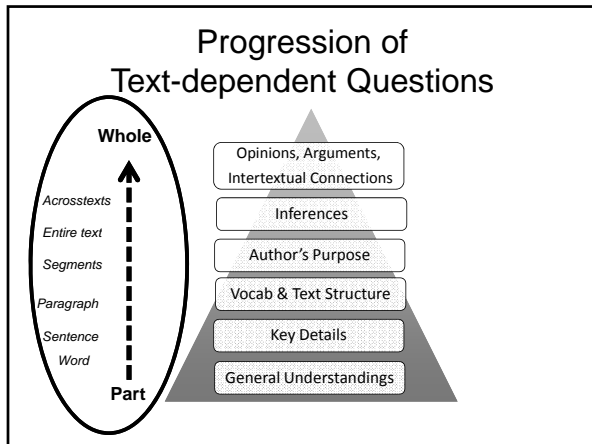 Progression of
Text-dependent Questions
Whole
Acrosstexts
Entire text
Segments
Paragraph
Sentence
Word
Part
Opinions, Arguments,
Intertextual Connections
Inferences
Author's Purpose
Vocab & Text Structure
Key Details
General Understandings